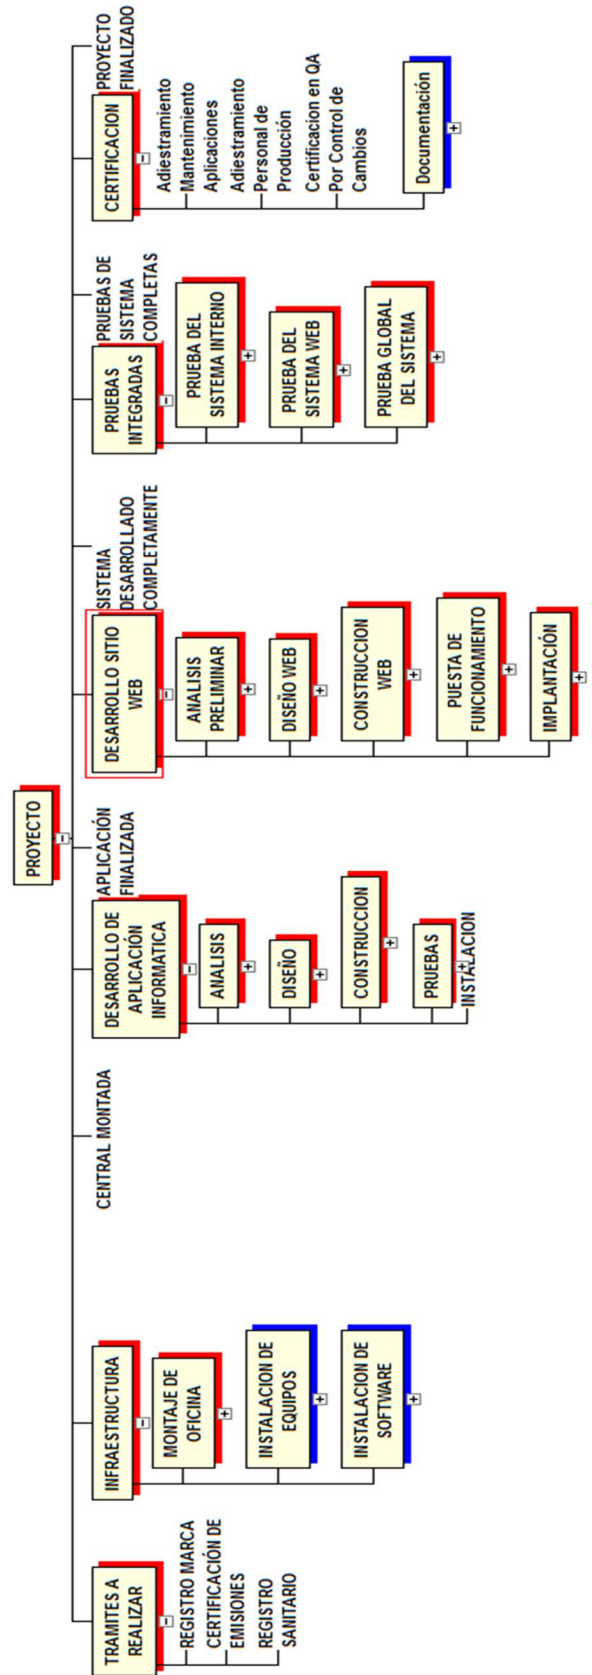 PROYECTO
TRAMITES A
REALIZAR
REGISTRO MARCA
CERTIFICACIÓN DE
EMISIONES
REGISTRO
SANITARIO
INFRAESTRUCTURA
MONTAJE DE
OFICINA
INSTALACION DE
EQUIPOS
INSTALACION DE
SOFTWARE
CENTRAL MONTADA
DESARROLLO DE
APLICACIÓN
INFORMATICA
ANALISIS
DISEÑO
CONSTRUCCION
PRUEBAS
INSTALACION
APLICACIÓN
FINALIZADA
DESARROLLO SITIO
WEB
ANALISIS
PRELIMINAR
DISEÑO WEB
CONSTRUCCION
WEB
PUESTA DE
FUNCIONAMIENTO
IMPLANTACIÓN
SISTEMA
DESARROLLADO
COMPLETAMENTE
PRUEBAS
INTEGRADAS
PRUEBA DEL
SISTEMA INTERNO
PRUEBA DEL
SISTEMA WEB
PRUEBA GLOBAL
DEL SISTEMA
PRUEBAS DE
SISTEMA
COMPLETAS
CERTIFICACION
Adiestramiento
Mantenimiento
Aplicaciones
Adiestramiento
Personal de
Producción
Certificacion en QA
Por Control de
Cambios
Documentación
PROYECTO
FINALIZADO